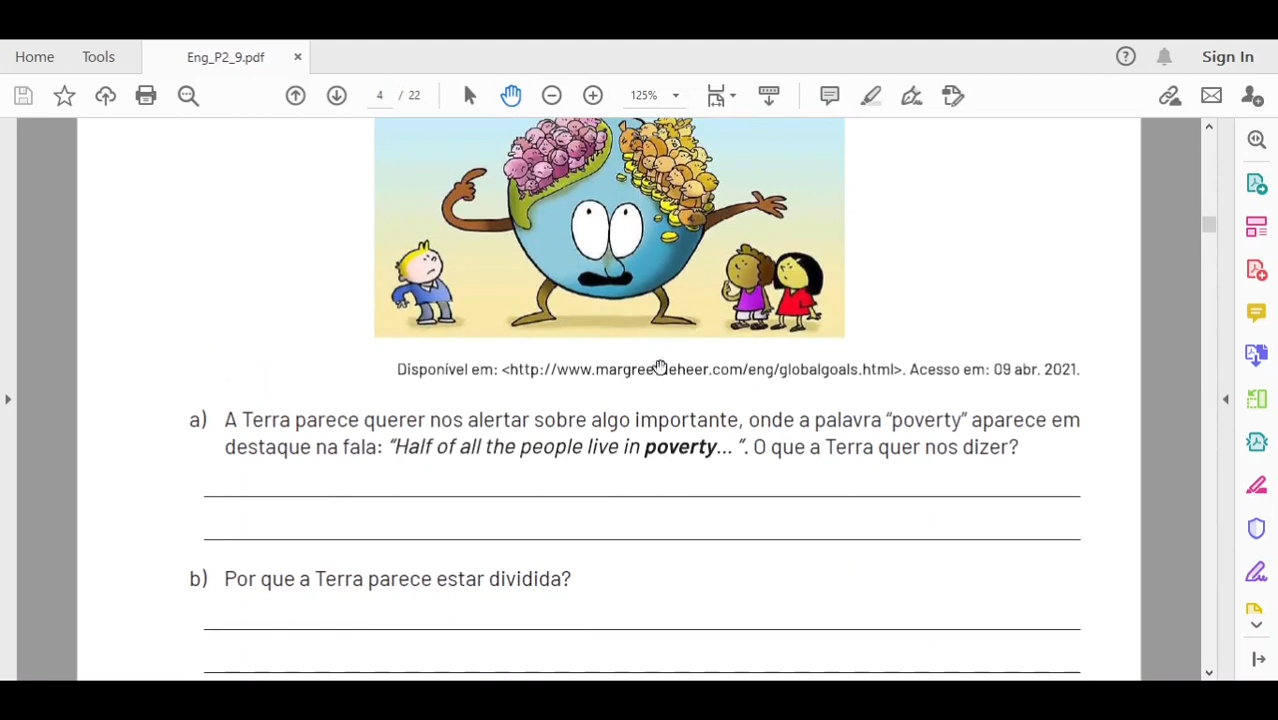 Home Tools Eng_P2_9.pdf × Sign In
4 / 22 125%
Disponível em: <http://www.margree eheer.com/eng/globalgoals.html>. Acesso em: 09 abr. 2021.
a) A Terra parece querer nos alertar sobre algo importante, onde a palavra “poverty” aparece em
destaque na fala: “Half of all the people live in poverty... ”. O que a Terra quer nos dizer?
b) Por que a Terra parece estar dividida?